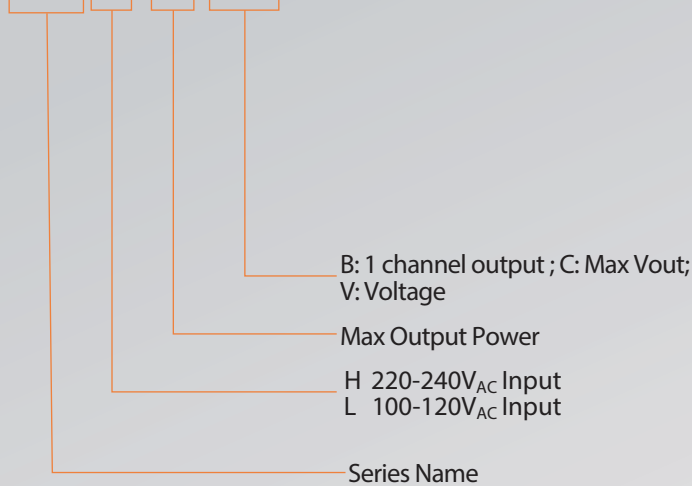 B: 1 channel output ; C: Max Vout;
V: Voltage
Max Output Power
H 220-240VAC Input
L 100-120VAC Input
Series Name